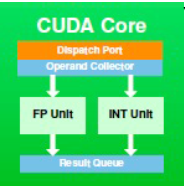 CUDA Core
Dispatch Port
Operand Collector
FP Unit
INT Unit
Result Queue